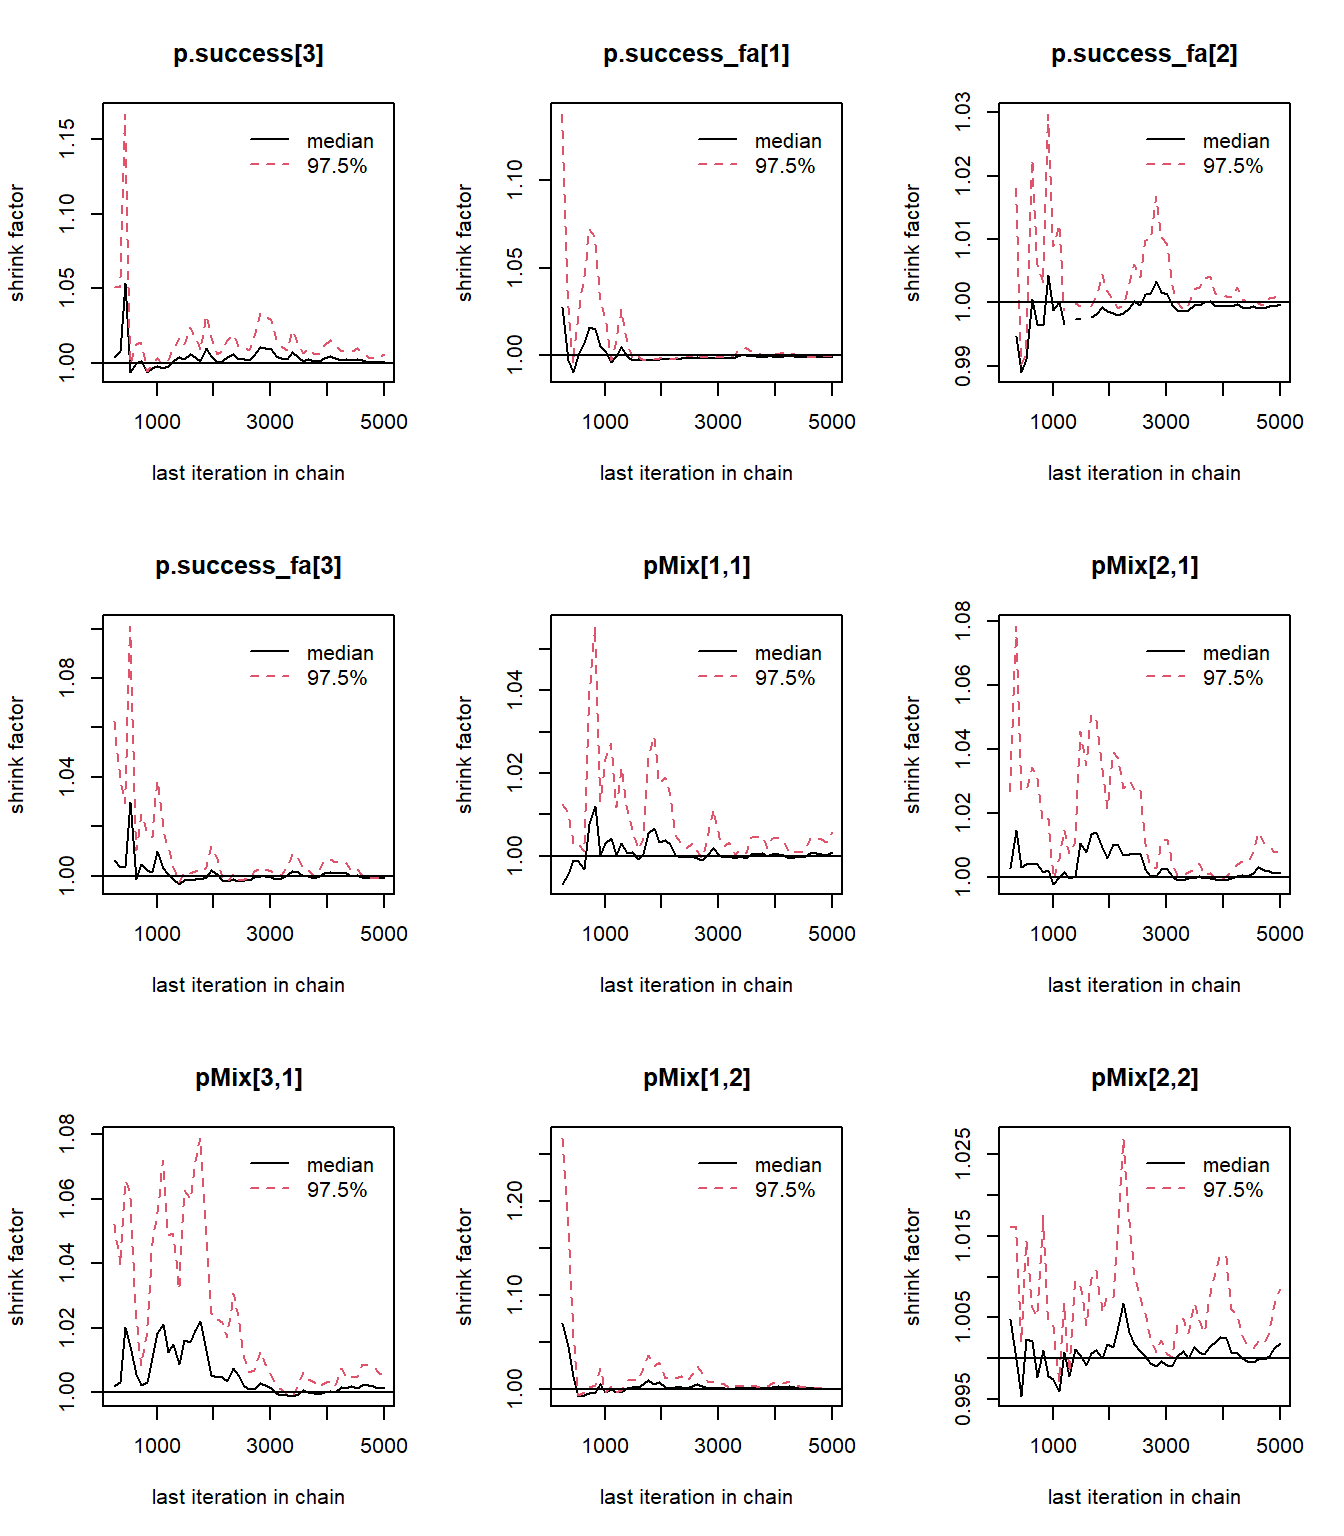 p.success[3]
shrink factor
1.00 1.05 1.10 1.15
median
97.5%
1000 3000 5000
last iteration in chain
p.success_fa[1]
shrink factor
1.00 1.05 1.10
median
97.5%
1000 3000 5000
last iteration in chain
p.success_fa[2]
shrink factor
0.99 1.00 1.01 1.02 1.03
median
97.5%
1000 3000 5000
last iteration in chain
p.success_fa[3]
shrink factor
1.00 1.04 1.08
median
97.5%
1000 3000 5000
last iteration in chain
pMix[1,1]
shrink factor
1.00 1.02 1.04
median
97.5%
1000 3000 5000
last iteration in chain
pMix[2,1]
shrink factor
1.00 1.02 1.04 1.06 1.08
median
97.5%
1000 3000 5000
last iteration in chain
pMix[3,1]
shrink factor
1.00 1.02 1.04 1.06 1.08
median
97.5%
1000 3000 5000
last iteration in chain
pMix[1,2]
shrink factor
1.00 1.10 1.20
median
97.5%
1000 3000 5000
last iteration in chain
pMix[2,2]
shrink factor
0.995 1.005 1.015 1.025
median
97.5%
1000 3000 5000
last iteration in chain